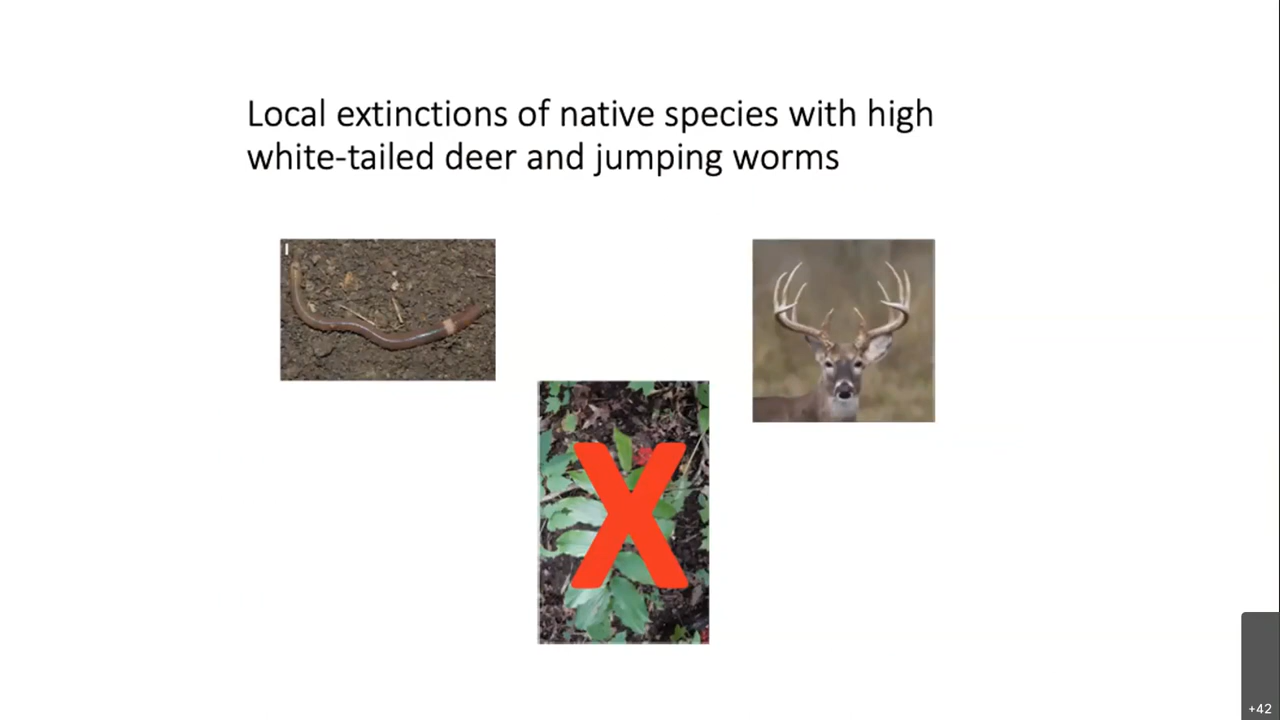 Local extinctions of native species with high
white-tailed deer and jumping worms
I
X
+42